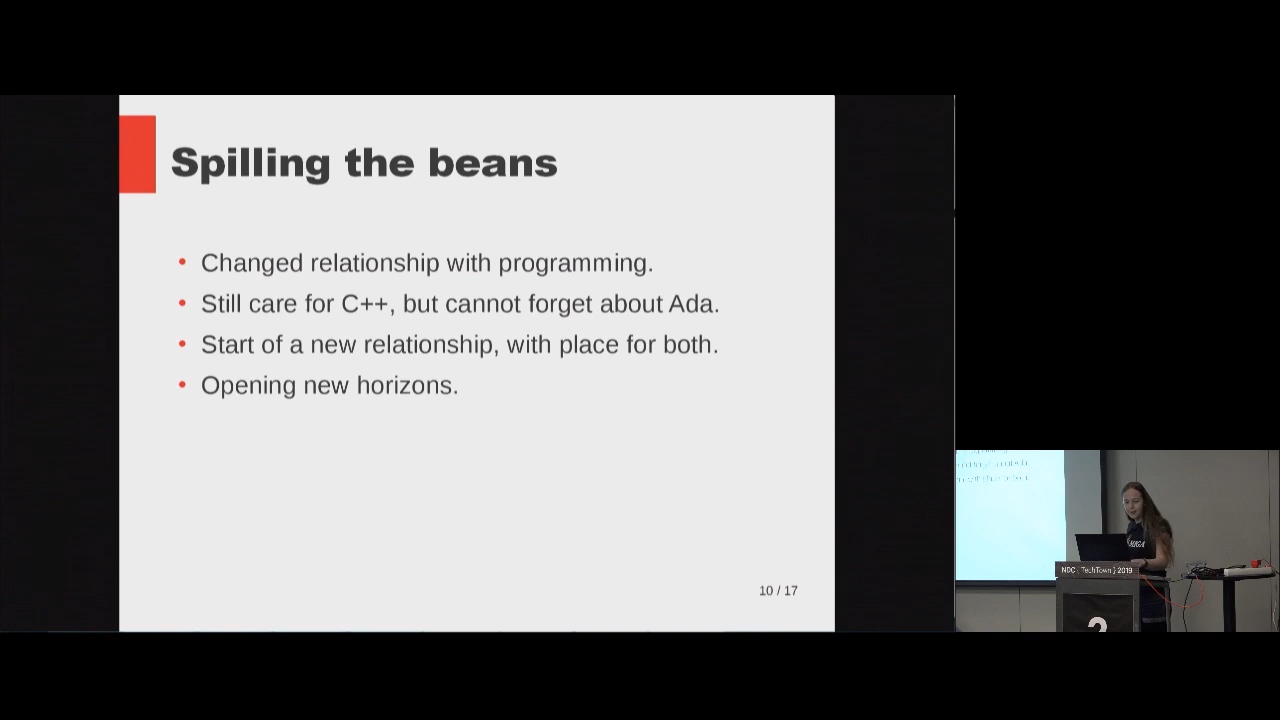 Spilling the beans
• Changed relationship with programming.
• Still care for C++, but cannot forget about Ada.
• Start of a new relationship, with place for both.
• Opening new horizons.
10 / 17
NDC { TechTown } 2019
2